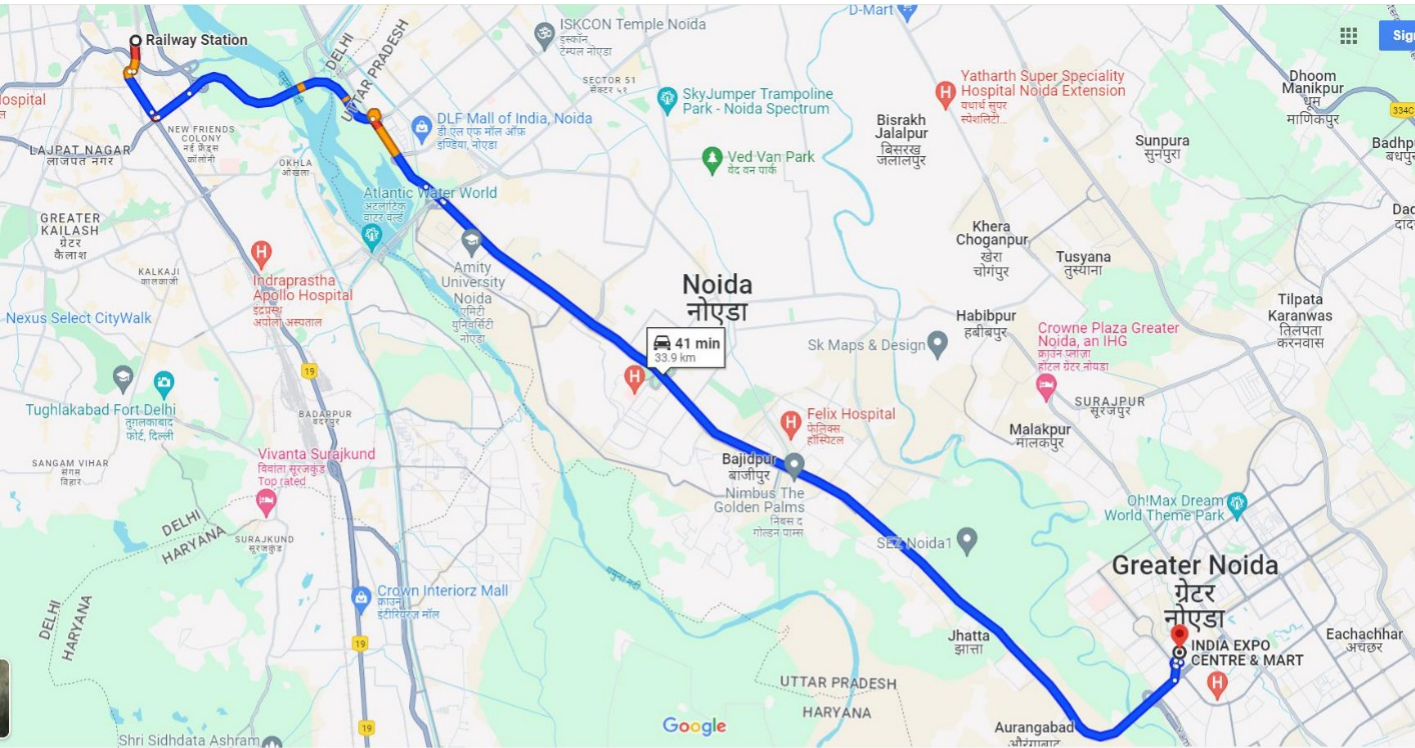 ISKCON Temple Noida
इस्कॉन
टेम्पल नोएडा
D-Mart
Sig
Railway Station
DELHI
UTTAR PRADESH
SECTOR 51
सेक्टर ५१
SkyJumper Trampoline
Park - Noida Spectrum
Yatharth Super Speciality
Hospital Noida Extension
यथार्थ सुपर
स्पेशलिटी...
Dhoom
Manikpur
धूम
माणिकपुर
334C
ospital
DLF Mall of India, Noida
डीएलएफ मॉल ऑफ़
इण्डिया, नोएडा
Bisrakh
Jalalpur
बिसरख
जलालपुर
NEW FRIENDS
COLONY
LAJPAT NAGAR
लाजपत नगर
OKHLA
ओखला
Ved Van Park
वेद वन पार्क
Sunpura
सुनपुरा
Badhp
बधपु
Atlantic Water World
अटलांटिक
वाटर वर्ल्ड
GREATER
KAILASH
ग्रेटर
कैलाश
Khera
Choganpur
खेरा
चोगंपुर
Tusyana
तुस्याना
KALKAJI
कालकाजी
Indraprastha
Apollo Hospital
इंद्रप्रस्थ
अपोलो अस्पताल
Amity
University
Noida
एमिटी
युनिवर्सिटी
नोएडा
Noida
नोएडा
Nexus Select CityWalk
Habibpur
हबीबपुर
Tilpata
Karanwas
तिलपता
करनवास
41 min
33.9 km
Sk Maps & Design
Crowne Plaza Greater
Noida, an IHG
क्राउन प्लाज़ा
होटल ग्रेटर नोयडा
19
Tughlakabad Fort Delhi
तुग़लकाबाद
फोर्ट, दिल्ली
BADARPUR
बदरपुर
Felix Hospital
फेलिक्स
हॉस्पिटल
SURAJPUR
सूरजपुर
Malakpur
मालकपुर
SANGAM VIHAR
संगम
विहार
Vivanta Surajkund
विवांता सूरजकुंड
Top rated
Bajidpur
बाजीपुर
Nimbus The
Golden Palms
निंबस द
गोल्डन पाम्स
Oh!Max Dream
World Theme Park
DELHI
HARYANA
SURAJKUND
सूरजकुंड
SEZ Noida1
Greater Noida
ग्रेटर
नोएडा
यमुना नदी
Crown Interiorz Mall
क्राउन
इंटीरियरज मॉल
DELHI
HARYANA
19
Jhatta
झात्ता
INDIA EXPO
CENTRE & MART
Eachachhar
अचछर
UTTAR PRADESH
HARYANA
Google
19
Aurangabad
औरंगाबाद
Shri Sidhdata Ashram